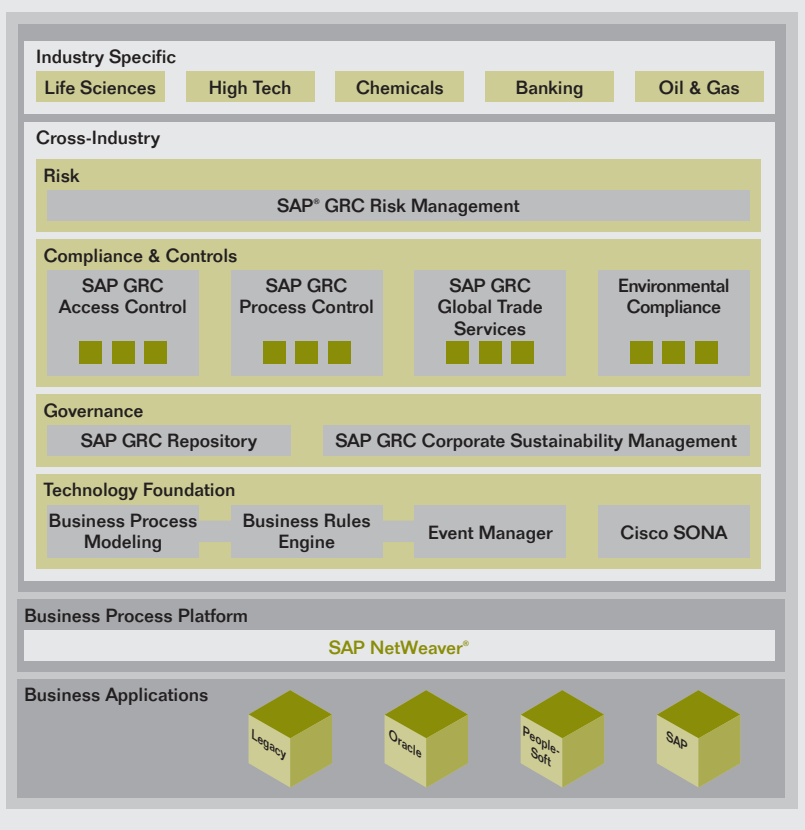 Industry Specific
Life Sciences
High Tech
Chemicals
Banking
Oil & Gas
Cross-Industry
Risk
SAP® GRC Risk Management
Compliance & Controls
SAP GRC
Access Control
SAP GRC
Process Control
SAP GRC
Global Trade
Services
Environmental
Compliance
Governance
SAP GRC Repository
SAP GRC Corporate Sustainability Management
Technology Foundation
Business Process
Modeling
Business Rules
Engine
Event Manager
Cisco SONA
Business Process Platform
SAP NetWeaver®
Business Applications
Legacy
Oracle
People-
Soft
SAP